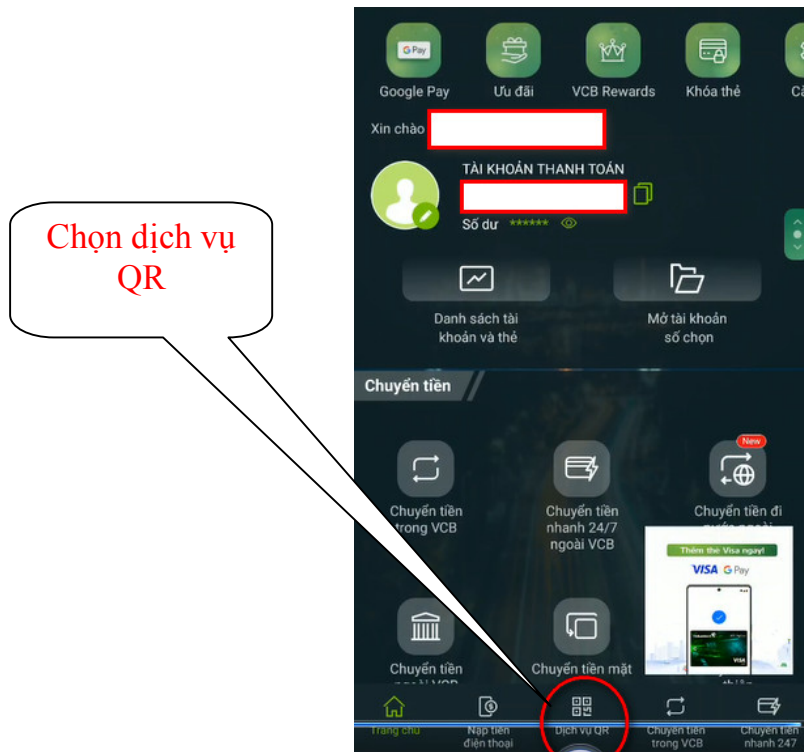 G Pay
Google Pay
Ưu đãi
VCB Rewards
Khóa thẻ
Xin chào
TÀI KHOẢN THANH TOÁN
Số dư ******
Chọn dịch vụ
QR
Danh sách tài
khoản và thẻ
Mở tài khoản
số chọn
Chuyển tiền
New
Chuyển tiền
trong VCB
Chuyển tiền
nhanh 24/7
ngoài VCB
Chuyển tiền đi
Thêm thẻ Visa ngay!
VISA G Pay
VISA
Chuyển tiền
ngoài VCB
Chuyển tiền mặt
Trang chủ
Nạp tiền
điện thoại
Dịch vụ QR
Chuyển tiền
trong VCB
Chuyển tiền
nhanh 247